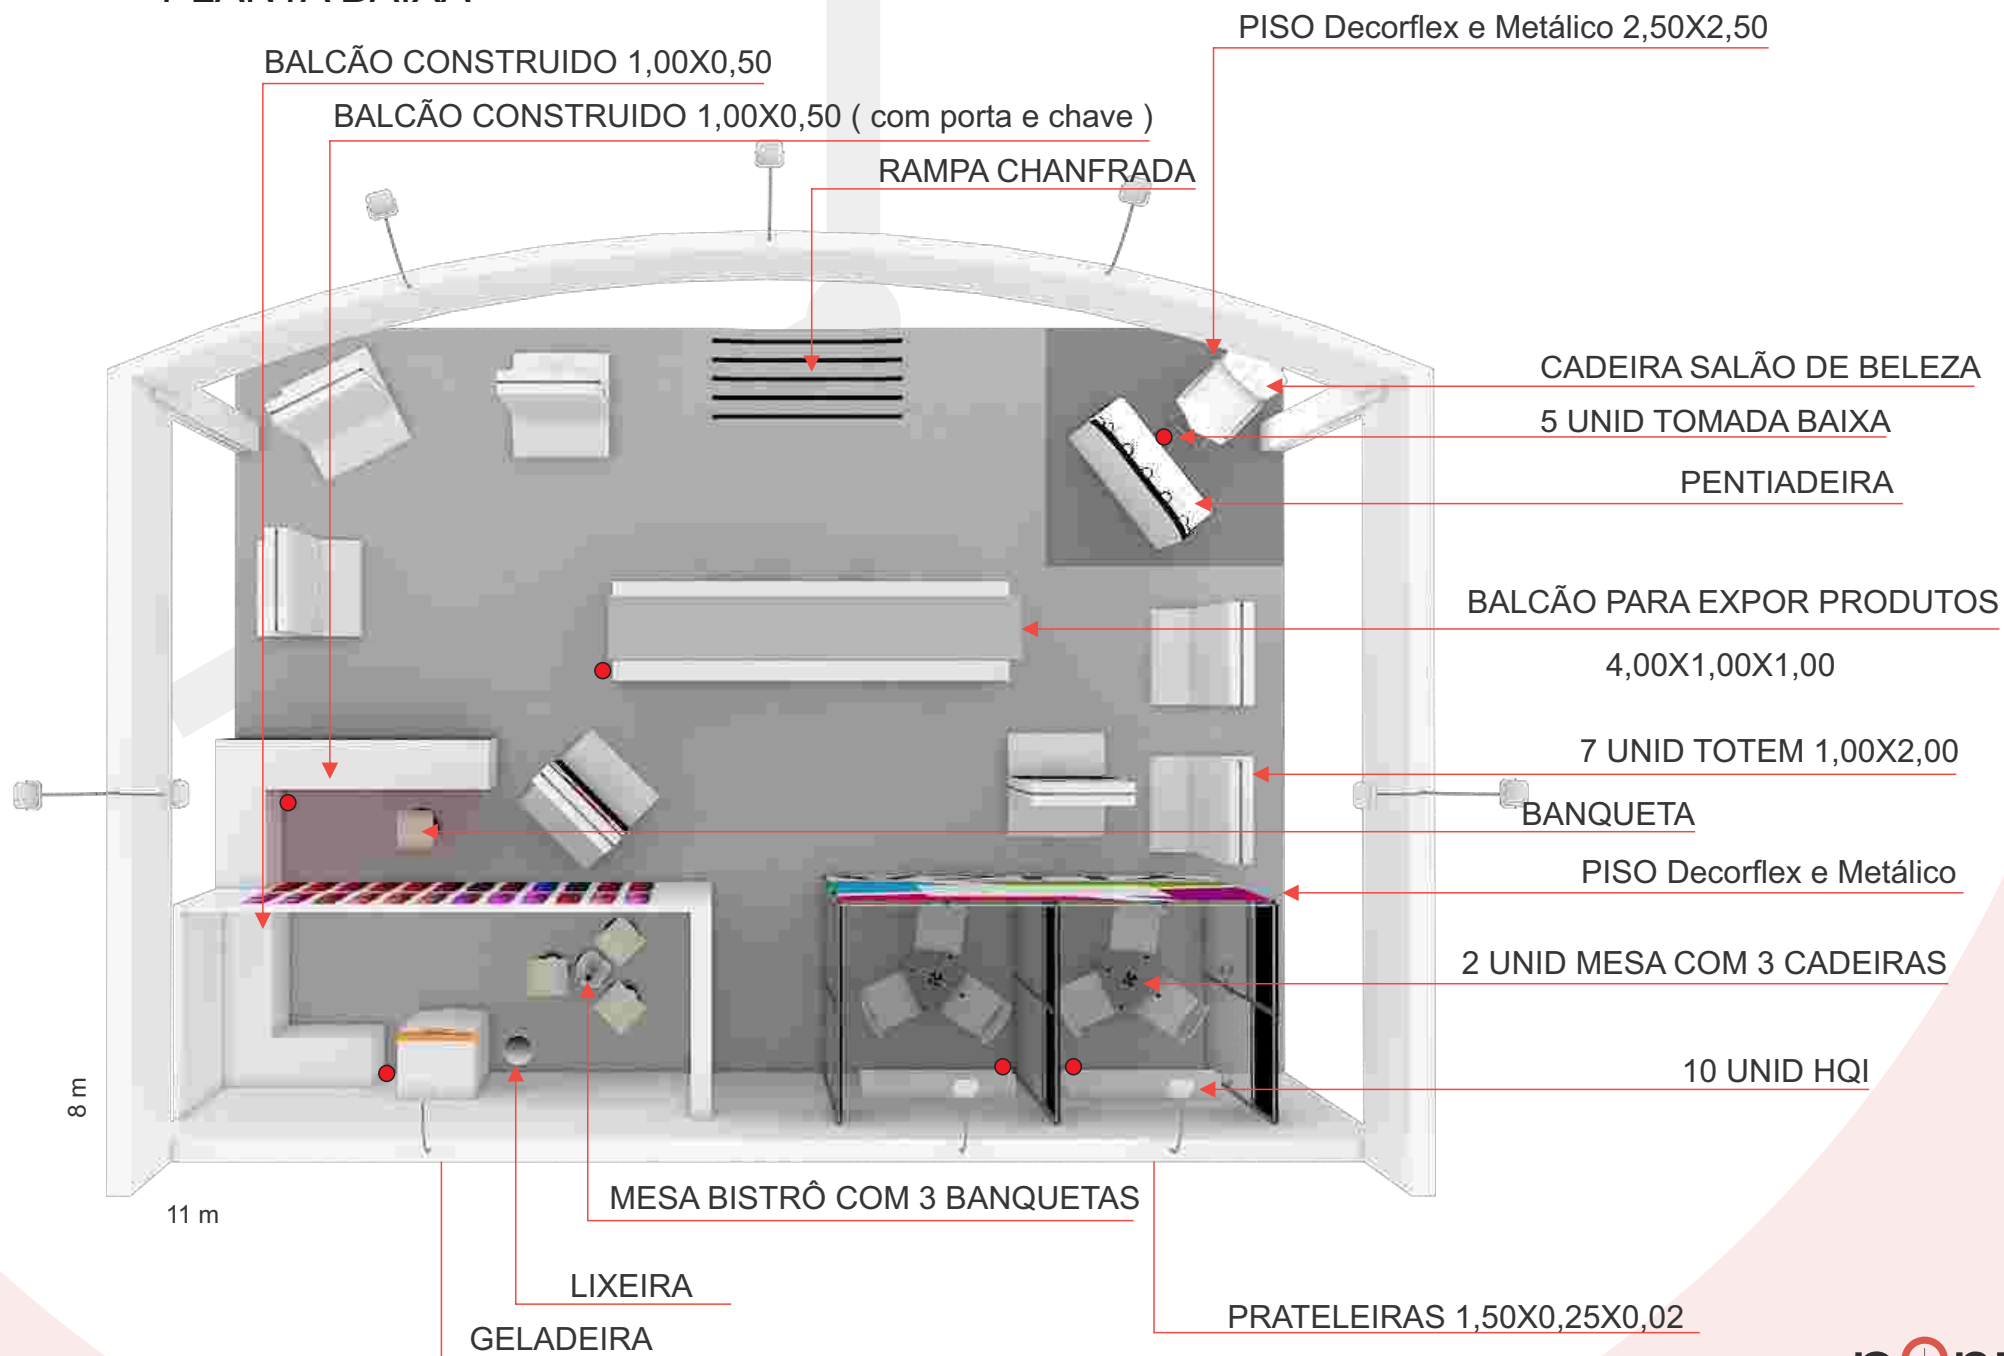 PLANTA BAIXA
PISO Decorflex e Metálico 2,50X2,50
BALCÃO CONSTRUIDO 1,00X0,50
BALCÃO CONSTRUIDO 1,00X0,50 ( com porta e chave )
RAMPA CHANFRADA
CADEIRA SALÃO DE BELEZA
5 UNID TOMADA BAIXA
PENTIADEIRA
BALCÃO PARA EXPOR PRODUTOS
4,00X1,00X1,00
7 UNID TOTEM 1,00X2,00
BANQUETA
PISO Decorflex e Metálico
2 UNID MESA COM 3 CADEIRAS
10 UNID HQI
8 m
11 m
MESA BISTRÔ COM 3 BANQUETAS
LIXEIRA
PRATELEIRAS 1,50X0,25X0,02
GELADEIRA